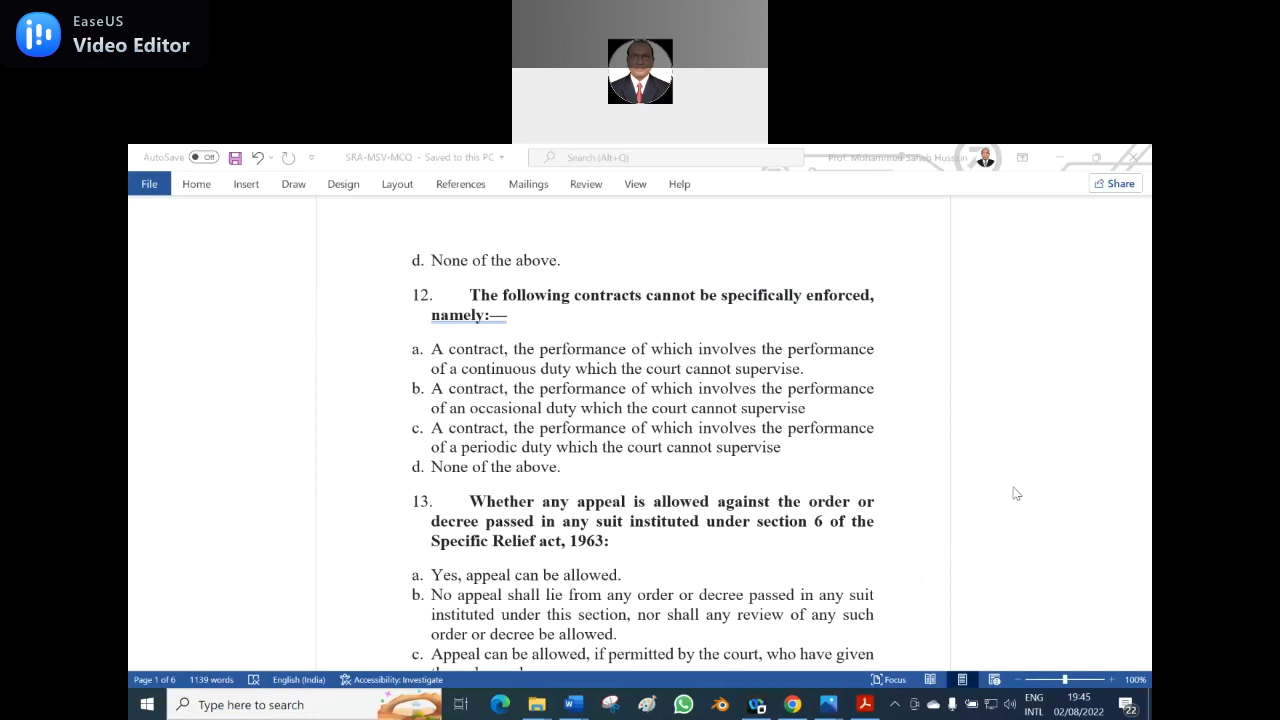 EaseUS
Video Editor
AutoSave Off SRA-MSV-MCQ - Saved to this PC Search (Alt+Q) Prof. Mohammed Saheb Hussain
File Home Insert Draw Design Layout References Mailings Review View Help Share
d. None of the above.
12. The following contracts cannot be specifically enforced,
namely:—
a. A contract, the performance of which involves the performance
of a continuous duty which the court cannot supervise.
b. A contract, the performance of which involves the performance
of an occasional duty which the court cannot supervise
c. A contract, the performance of which involves the performance
of a periodic duty which the court cannot supervise
d. None of the above.
13. Whether any appeal is allowed against the order or
decree passed in any suit instituted under section 6 of the
Specific Relief act, 1963:
a. Yes, appeal can be allowed.
b. No appeal shall lie from any order or decree passed in any suit
instituted under this section, nor shall any review of any such
order or decree be allowed.
c. Appeal can be allowed, if permitted by the court, who have given
Page 1 of 6 1139 words English (India) Accessibility: Investigate Focus 100%
Type here to search ENG 19:45
INTL 02/08/2022 22